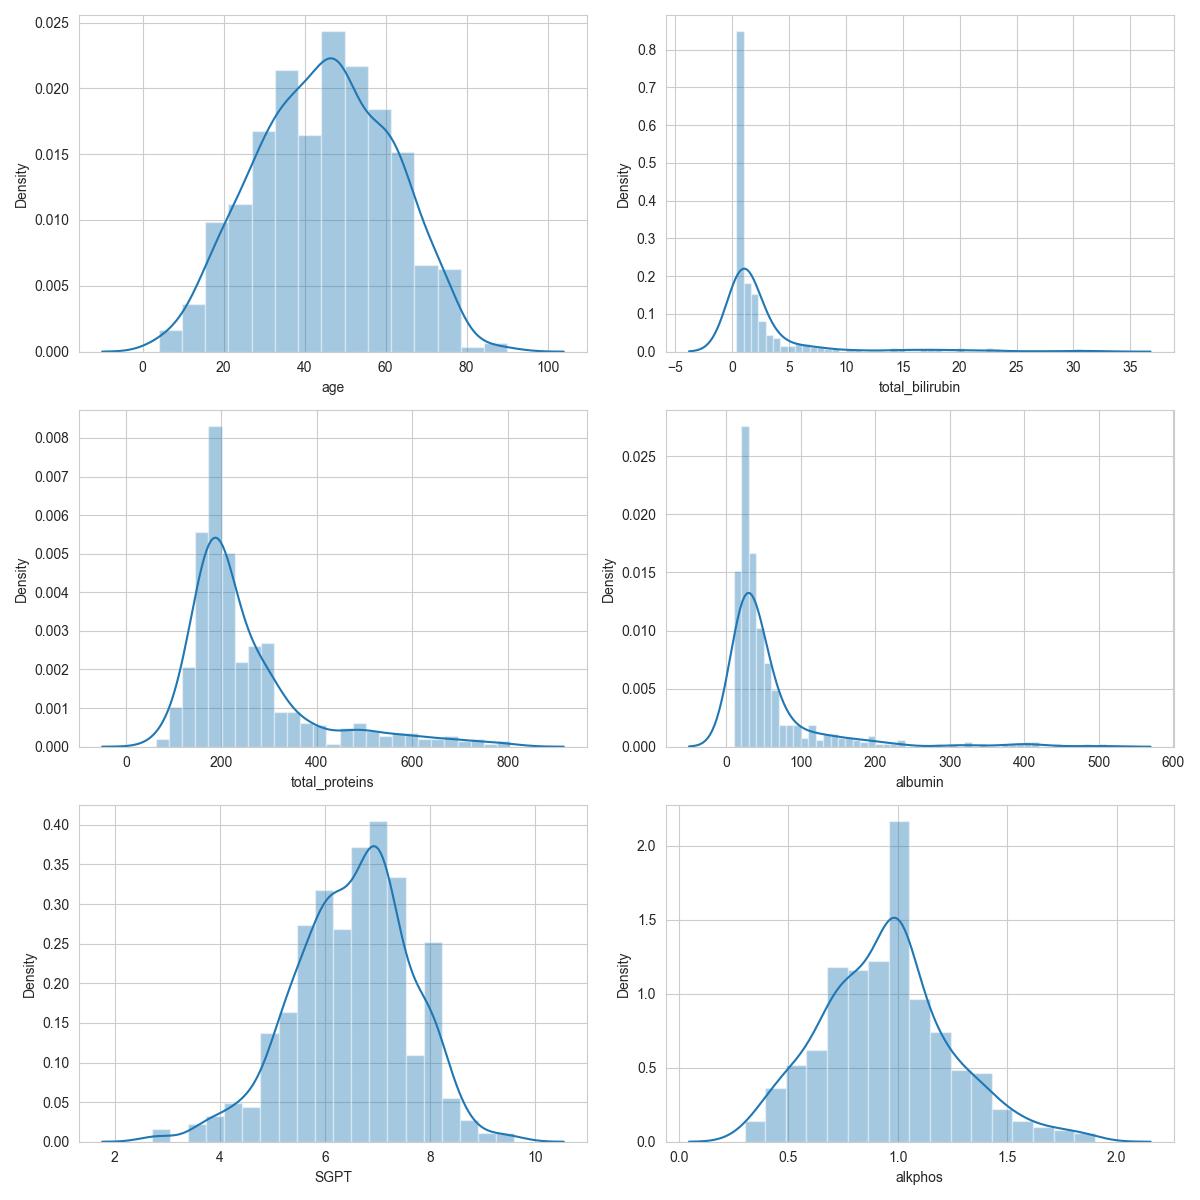 0.025
0.020
0.015
0.010
0.005
0.000
Density
0 20 40 60 80 100
age
0.8
0.7
0.6
0.5
0.4
0.3
0.2
0.1
0.0
Density
−5 0 5 10 15 20 25 30 35
total_bilirubin
0.008
0.007
0.006
0.005
0.004
0.003
0.002
0.001
0.000
Density
0 200 400 600 800
total_proteins
0.025
0.020
0.015
0.010
0.005
0.000
Density
0 100 200 300 400 500 600
albumin
0.40
0.35
0.30
0.25
0.20
0.15
0.10
0.05
0.00
Density
2 4 6 8 10
SGPT
2.0
1.5
1.0
0.5
0.0
Density
0.0 0.5 1.0 1.5 2.0
alkphos